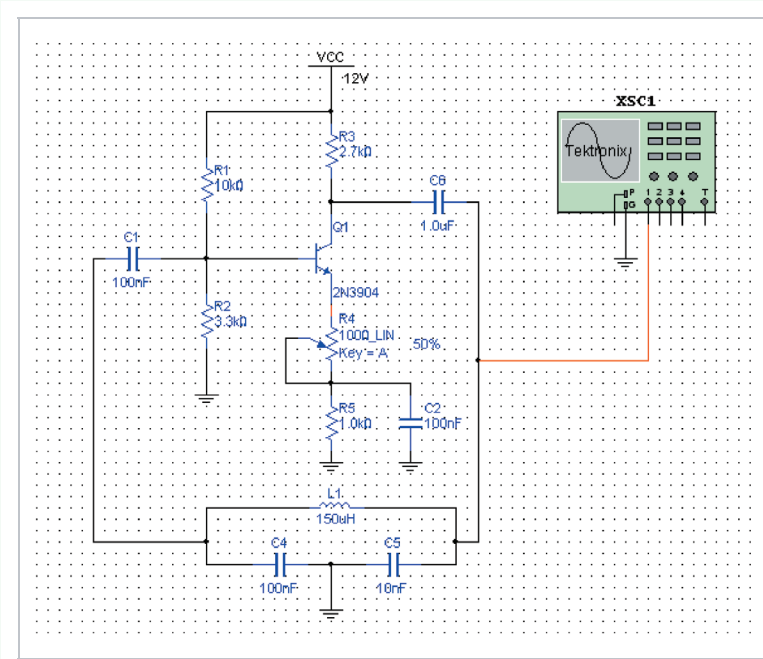 VCC
12V
XSC1
Tektronix
P
G
1 2 3 4 T
R3
2.7kΩ
R1
10kΩ
C6
1.0uF
Q1
C1
100nF
2N3904
R2
3.3kΩ
R4
100Ω_LIN
Key = A
50%
R5
1.0kΩ
C2
100nF
L1
150uH
C4
100nF
C5
10nF